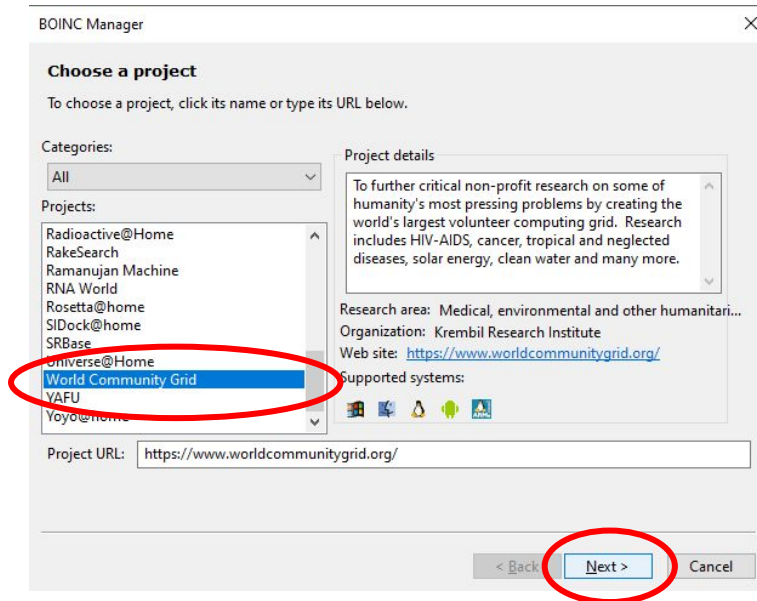 BOINC Manager
Choose a project
To choose a project, click its name or type its URL below.
Categories:
All
Projects:
Radioactive@Home
RakeSearch
Ramanujan Machine
RNA World
Rosetta@home
SIDock@home
SRBase
Universe@Home
World Community Grid
YAFU
Yoyo@home
Project details
To further critical non-profit research on some of
humanity's most pressing problems by creating the
world's largest volunteer computing grid. Research
includes HIV-AIDS, cancer, tropical and neglected
diseases, solar energy, clean water and many more.
Research area: Medical, environmental and other humanitari...
Organization: Krembil Research Institute
Web site: https://www.worldcommunitygrid.org/
Supported systems:
Project URL: https://www.worldcommunitygrid.org/
< Back
Next >
Cancel